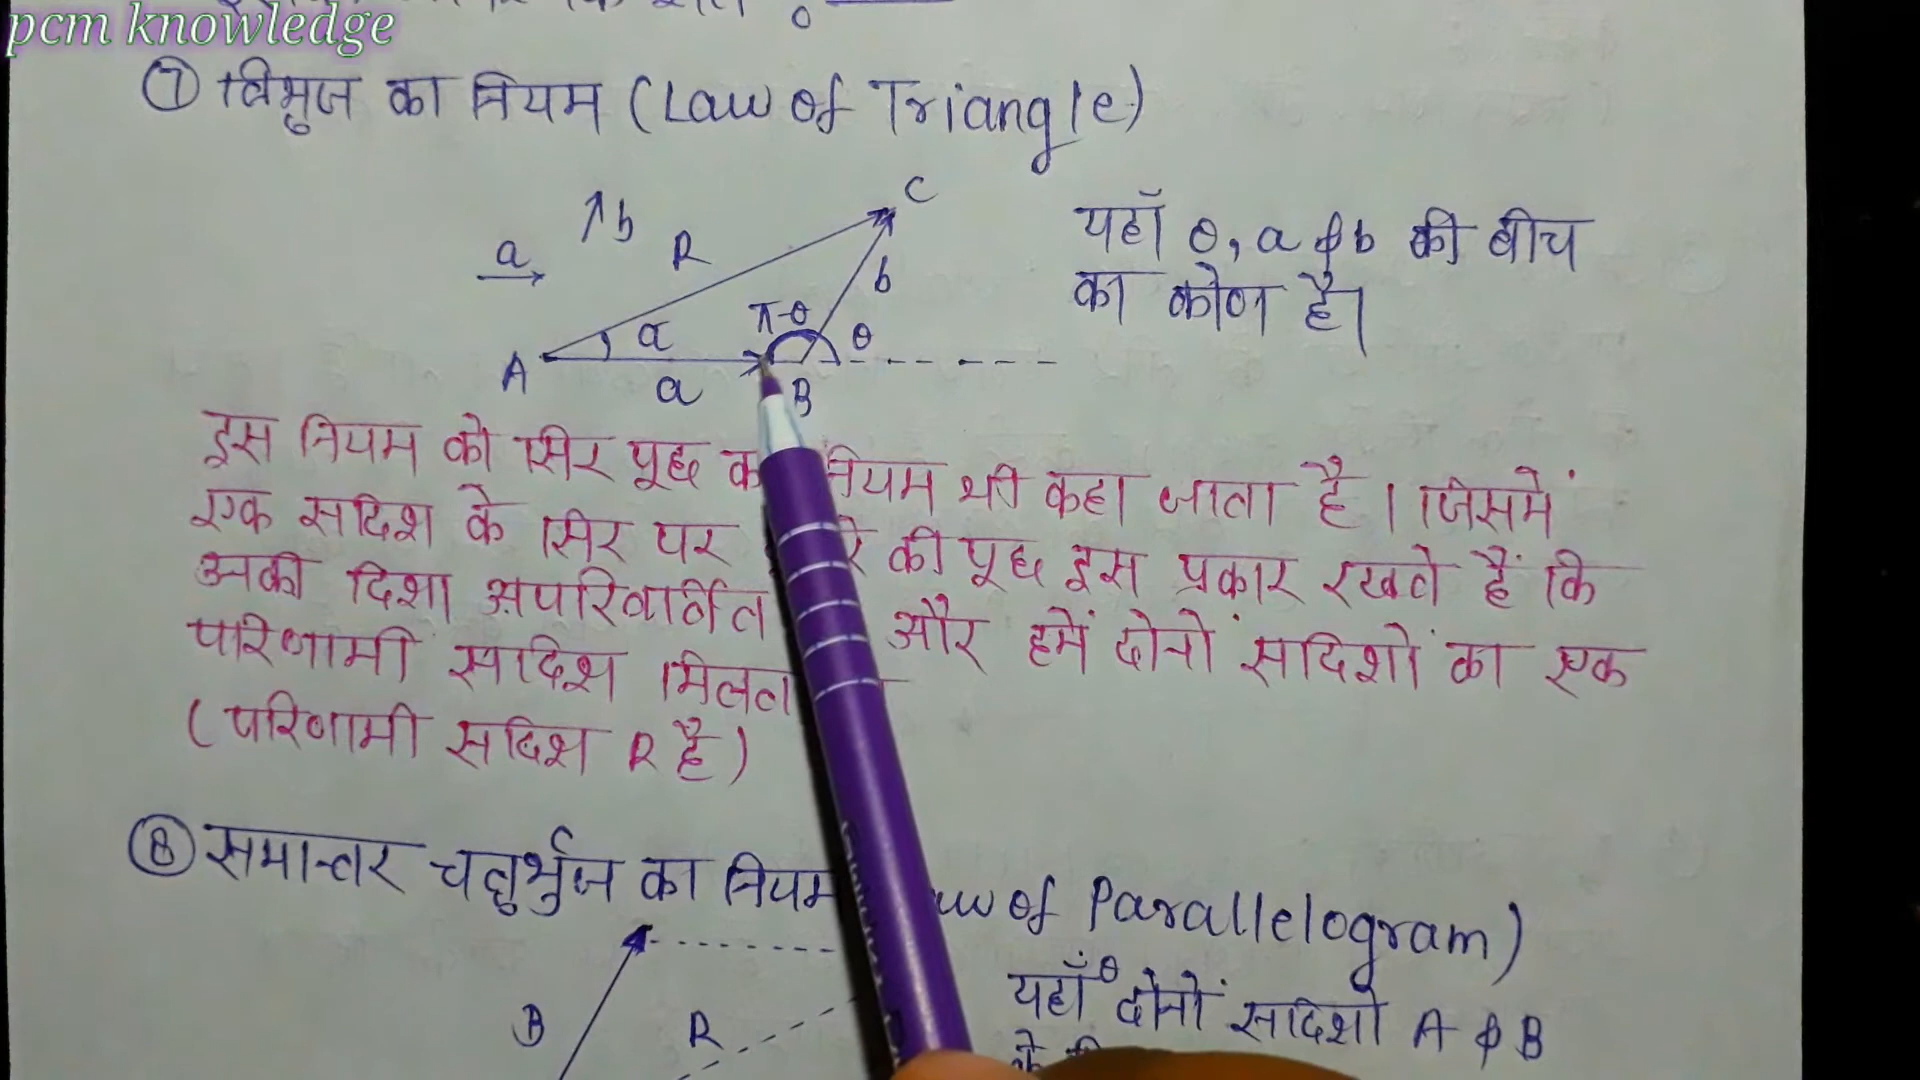 pcm knowledge
⑦ त्रिभुज का नियम (Law of Triangle)
a
b
R
C
b
π-θ
α
θ
A
a
B
यहाँ θ, a & b की बीच
का कोण है।
इस नियम को सिर पूछ का नियम भी कहा जाता है। जिसमें
एक सदिश के सिर पर की पूछ इस प्रकार रखते हैं कि
उनकी दिशा अपरिवर्तित और हमें दोनों सदिशों का एक
परिणामी सदिश मिलता
(परिणामी सदिश R है)
⑧ समान्तर चतुर्भुज का नियम of Parallelogram)
B
R
यहाँ θ दोनों सदिशों A & B